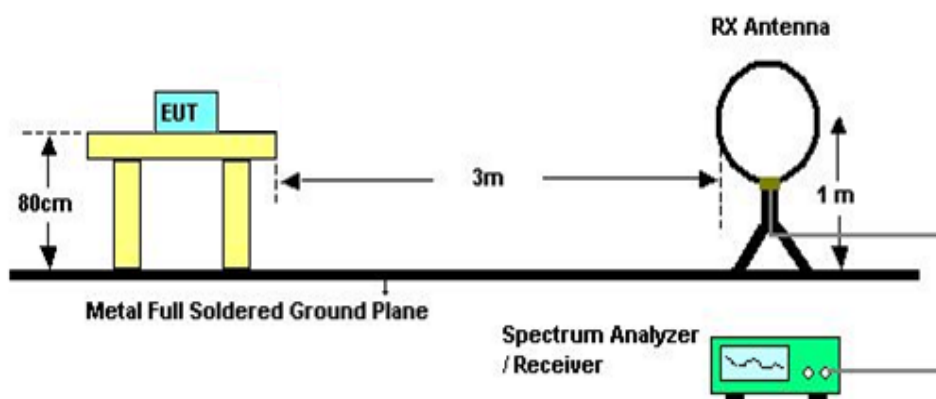 RX Antenna
EUT
80cm
3m
1 m
Metal Full Soldered Ground Plane
Spectrum Analyzer
/ Receiver